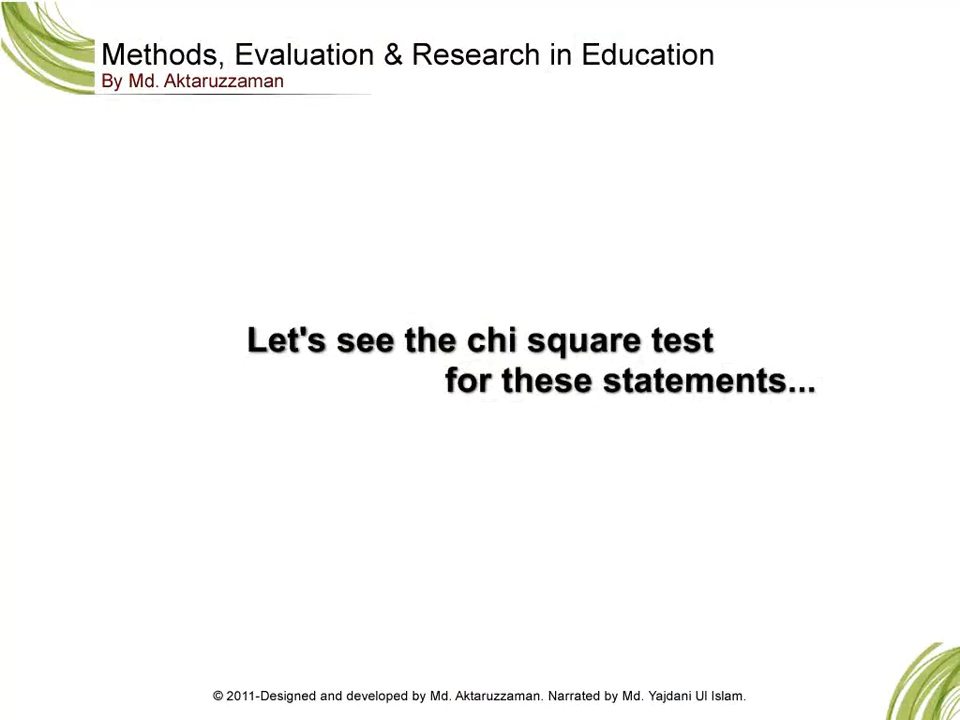 Methods, Evaluation & Research in Education
By Md. Aktaruzzaman
Let's see the chi square test
for these statements...
© 2011-Designed and developed by Md. Aktaruzzaman. Narrated by Md. Yajdani Ul Islam.